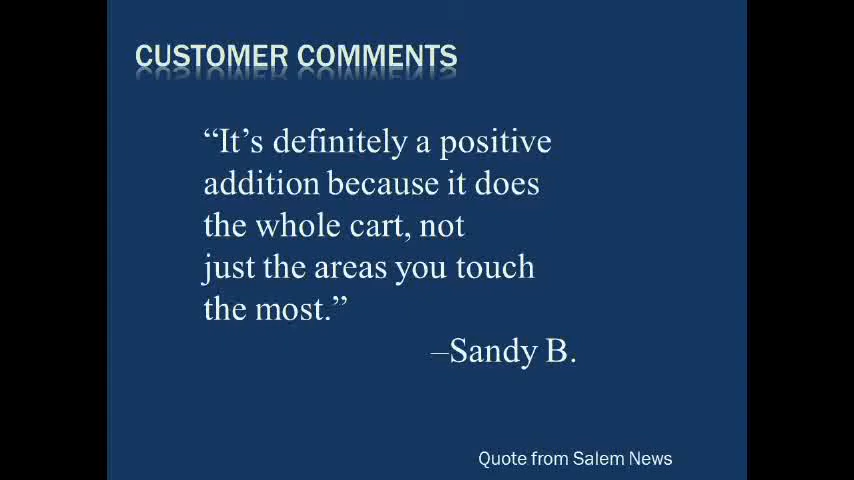 CUSTOMER COMMENTS
“It’s definitely a positive
addition because it does
the whole cart, not
just the areas you touch
the most.”
–Sandy B.
Quote from Salem News